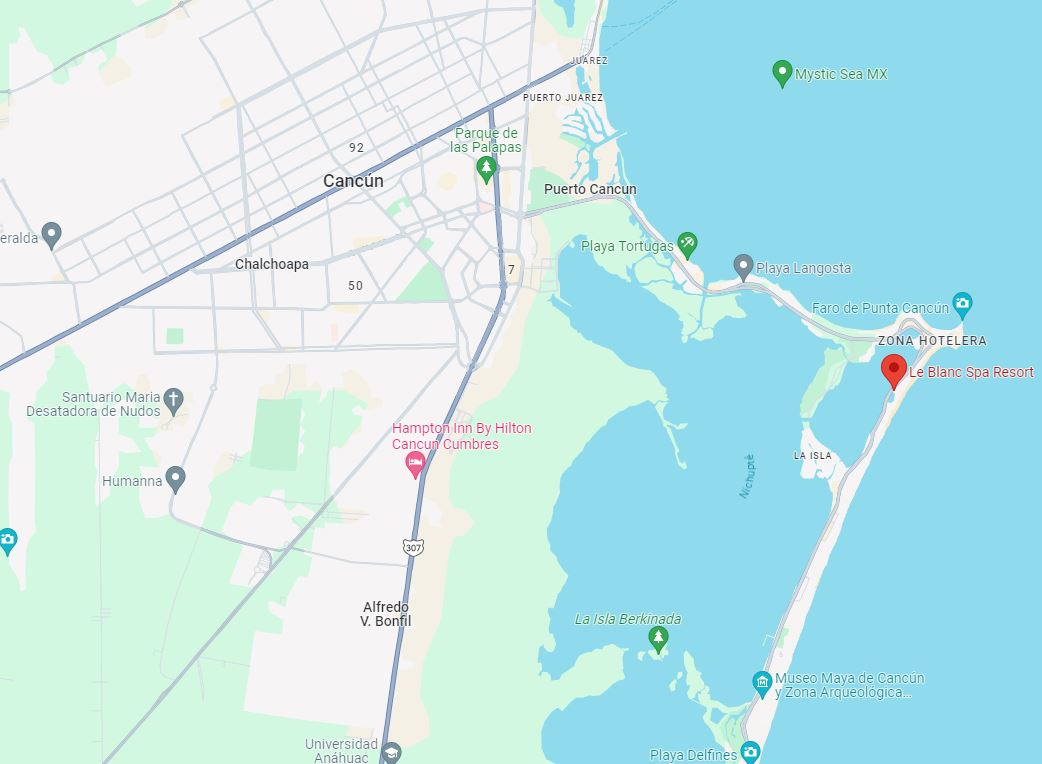 JUÁREZ
Mystic Sea MX
PUERTO JUAREZ
Parque de
las Palapas
92
Cancún
Puerto Cancun
eralda
Playa Tortugas
Chalchoapa
7
Playa Langosta
50
Faro de Punta Cancún
ZONA HOTELERA
Le Blanc Spa Resort
Santuario Maria
Desatadora de Nudos
Hampton Inn By Hilton
Cancun Cumbres
LA ISLA
Nichupté
Humanna
307
Alfredo
V. Bonfil
La Isla Berkinada
Museo Maya de Cancún
y Zona Arqueológica...
Universidad
Anáhuac
Playa Delfines